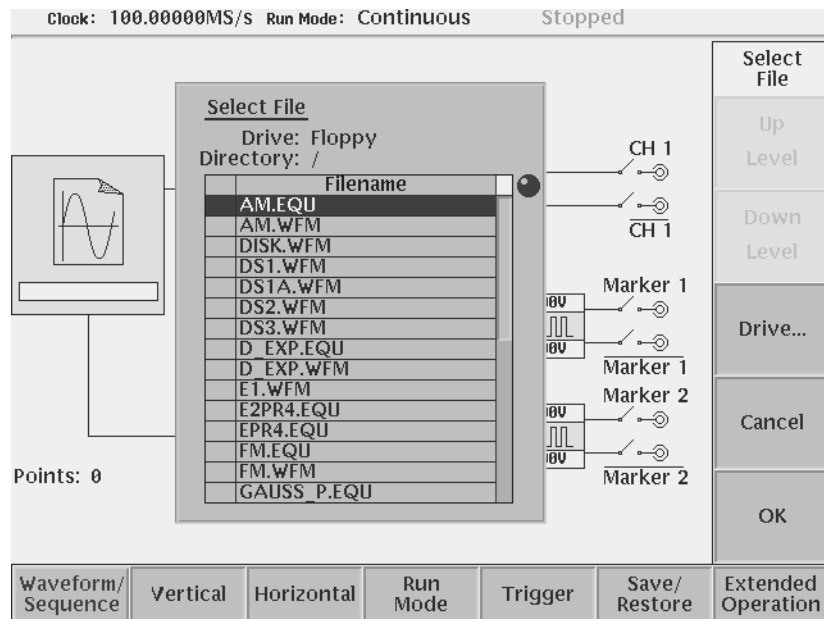 Clock: 100.00000MS/s Run Mode: Continuous Stopped
Select File
Drive: Floppy
Directory: /
Filename
AM.EQU
AM.WFM
DISK.WFM
DS1.WFM
DS1A.WFM
DS2.WFM
DS3.WFM
D_EXP.EQU
D_EXP.WFM
E1.WFM
E2PR4.EQU
EPR4.EQU
FM.EQU
FM.WFM
GAUSS_P.EQU
Points: 0
CH 1
CH 1
Marker 1
Marker 1
Marker 2
Marker 2
Select
File
Up
Level
Down
Level
Drive...
Cancel
OK
Waveform/
Sequence
Vertical
Horizontal
Run
Mode
Trigger
Save/
Restore
Extended
Operation